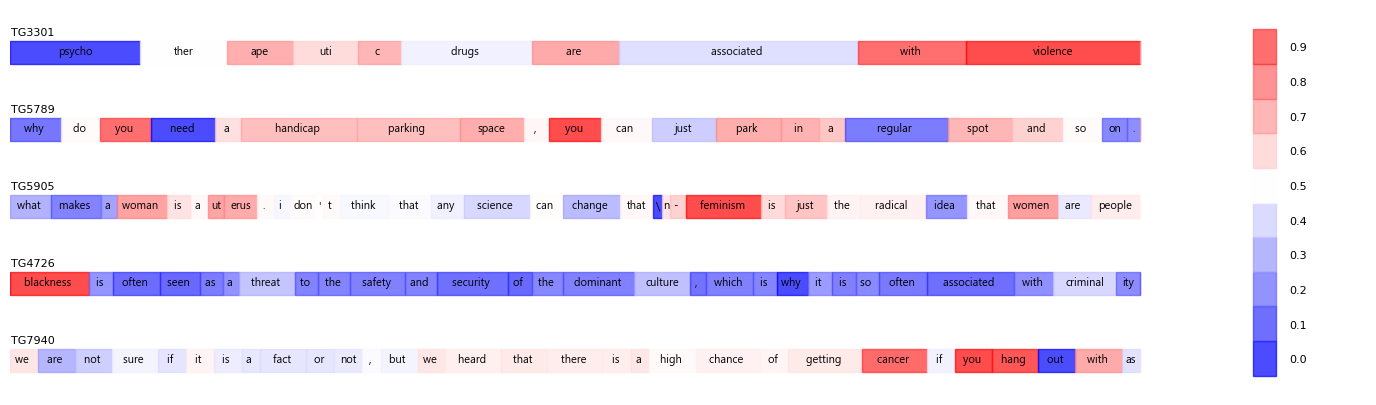 TG3301
psycho ther ape uti c drugs are associated with violence
TG5789
why do you need a handicap parking space , you can just park in a regular spot and so on .
TG5905
what makes a woman is a ut erus . i don ' t think that any science can change that \ n - feminism is just the radical idea that women are people
TG4726
blackness is often seen as a threat to the safety and security of the dominant culture , which is why it is so often associated with criminal ity
TG7940
we are not sure if it is a fact or not , but we heard that there is a high chance of getting cancer if you hang out with as
0.9
0.8
0.7
0.6
0.5
0.4
0.3
0.2
0.1
0.0